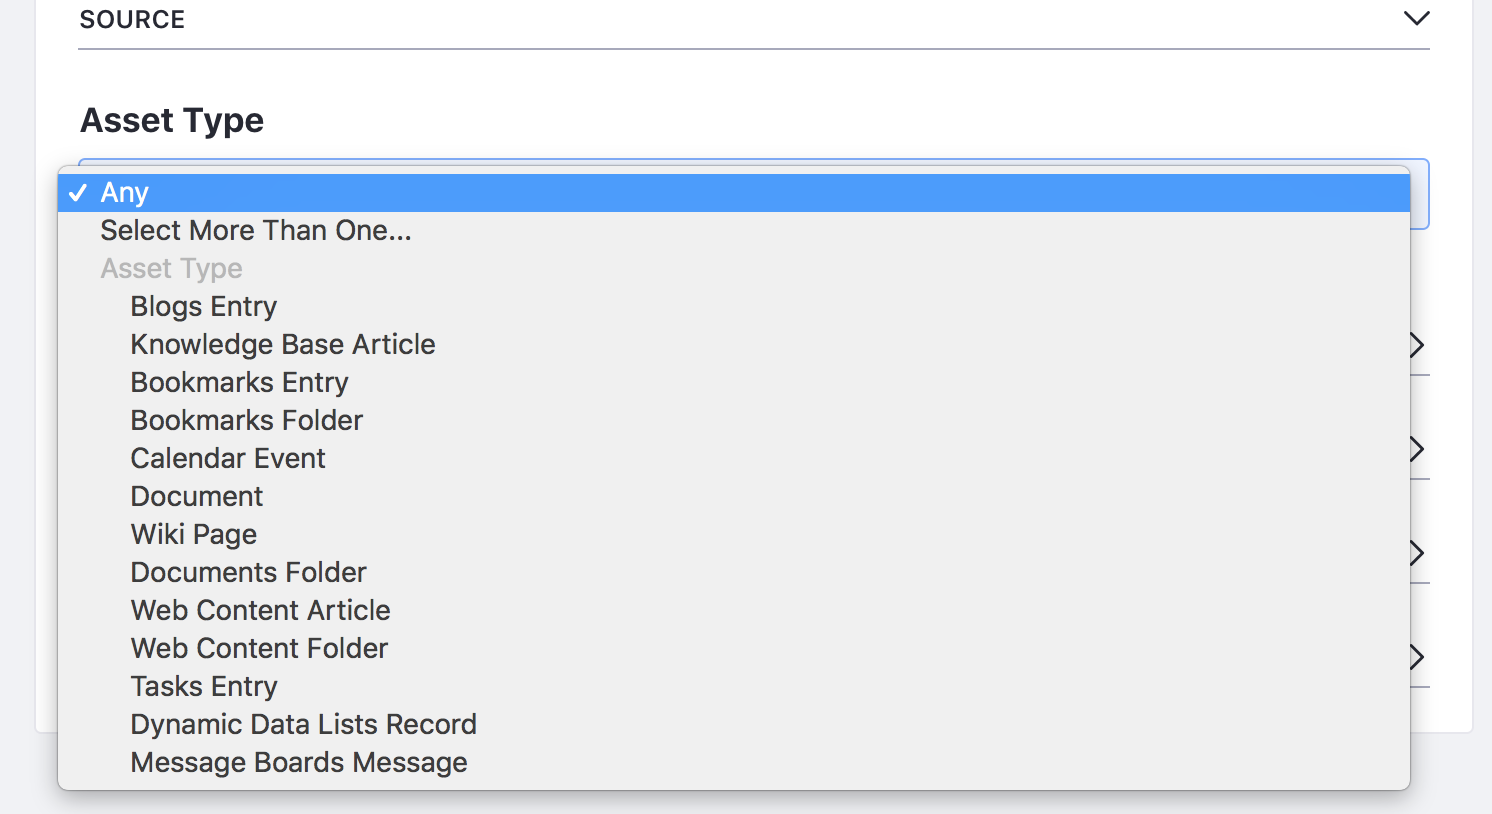 SOURCE
Asset Type
Any
Select More Than One...
Asset Type
Blogs Entry
Knowledge Base Article
Bookmarks Entry
Bookmarks Folder
Calendar Event
Document
Wiki Page
Documents Folder
Web Content Article
Web Content Folder
Tasks Entry
Dynamic Data Lists Record
Message Boards Message